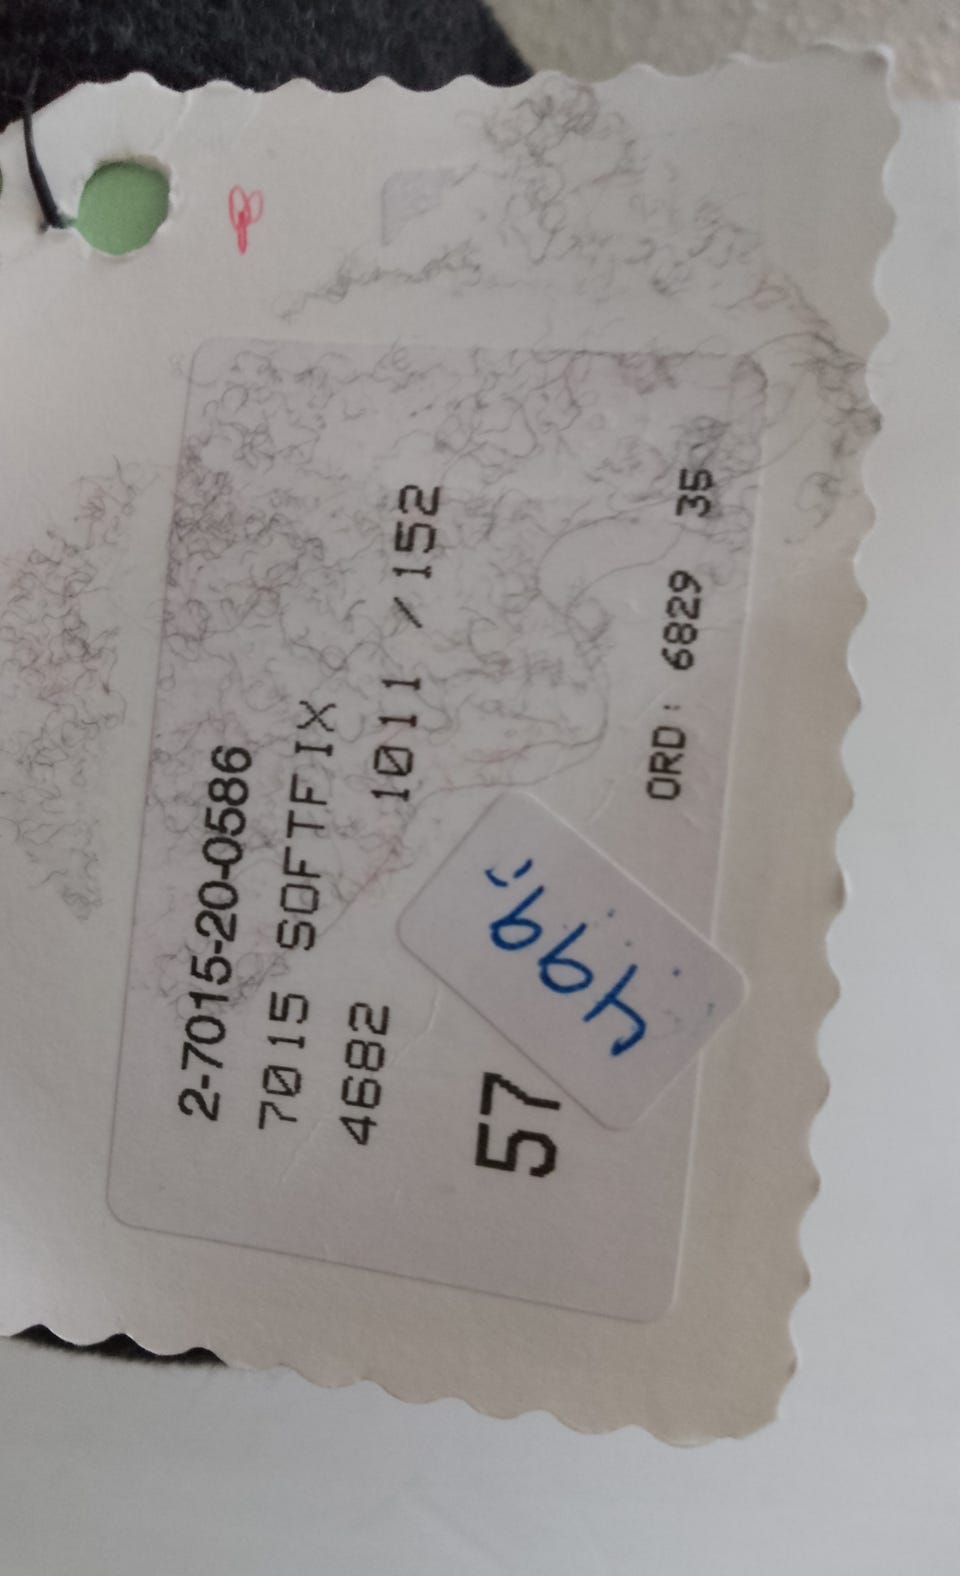 2-7015-20-0586
7015 SOFTFIX
4682 1011 / 152
57
499,-
ORD: 6829 35